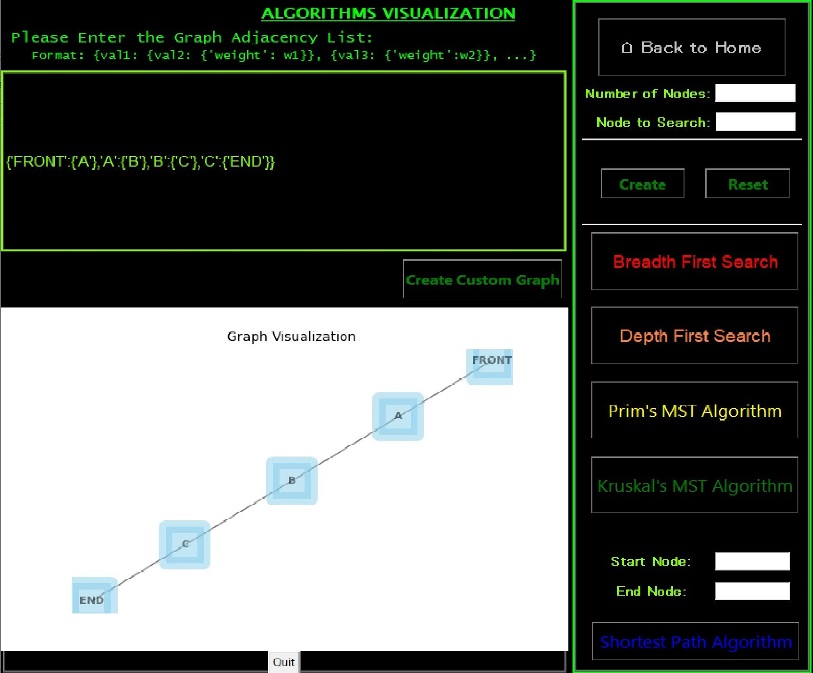 ALGORITHMS VISUALIZATION
Please Enter the Graph Adjacency List:
Format: {val1: {val2: {'weight': w1}}, {val3: {'weight':w2}}, ...}
{'FRONT':{'A'},'A':{'B'},'B':{'C'},'C':{'END'}}
Create Custom Graph
Graph Visualization
FRONT
A
B
C
END
Quit
⌂ Back to Home
Number of Nodes:
Node to Search:
Create
Reset
Breadth First Search
Depth First Search
Prim's MST Algorithm
Kruskal's MST Algorithm
Start Node:
End Node:
Shortest Path Algorithm